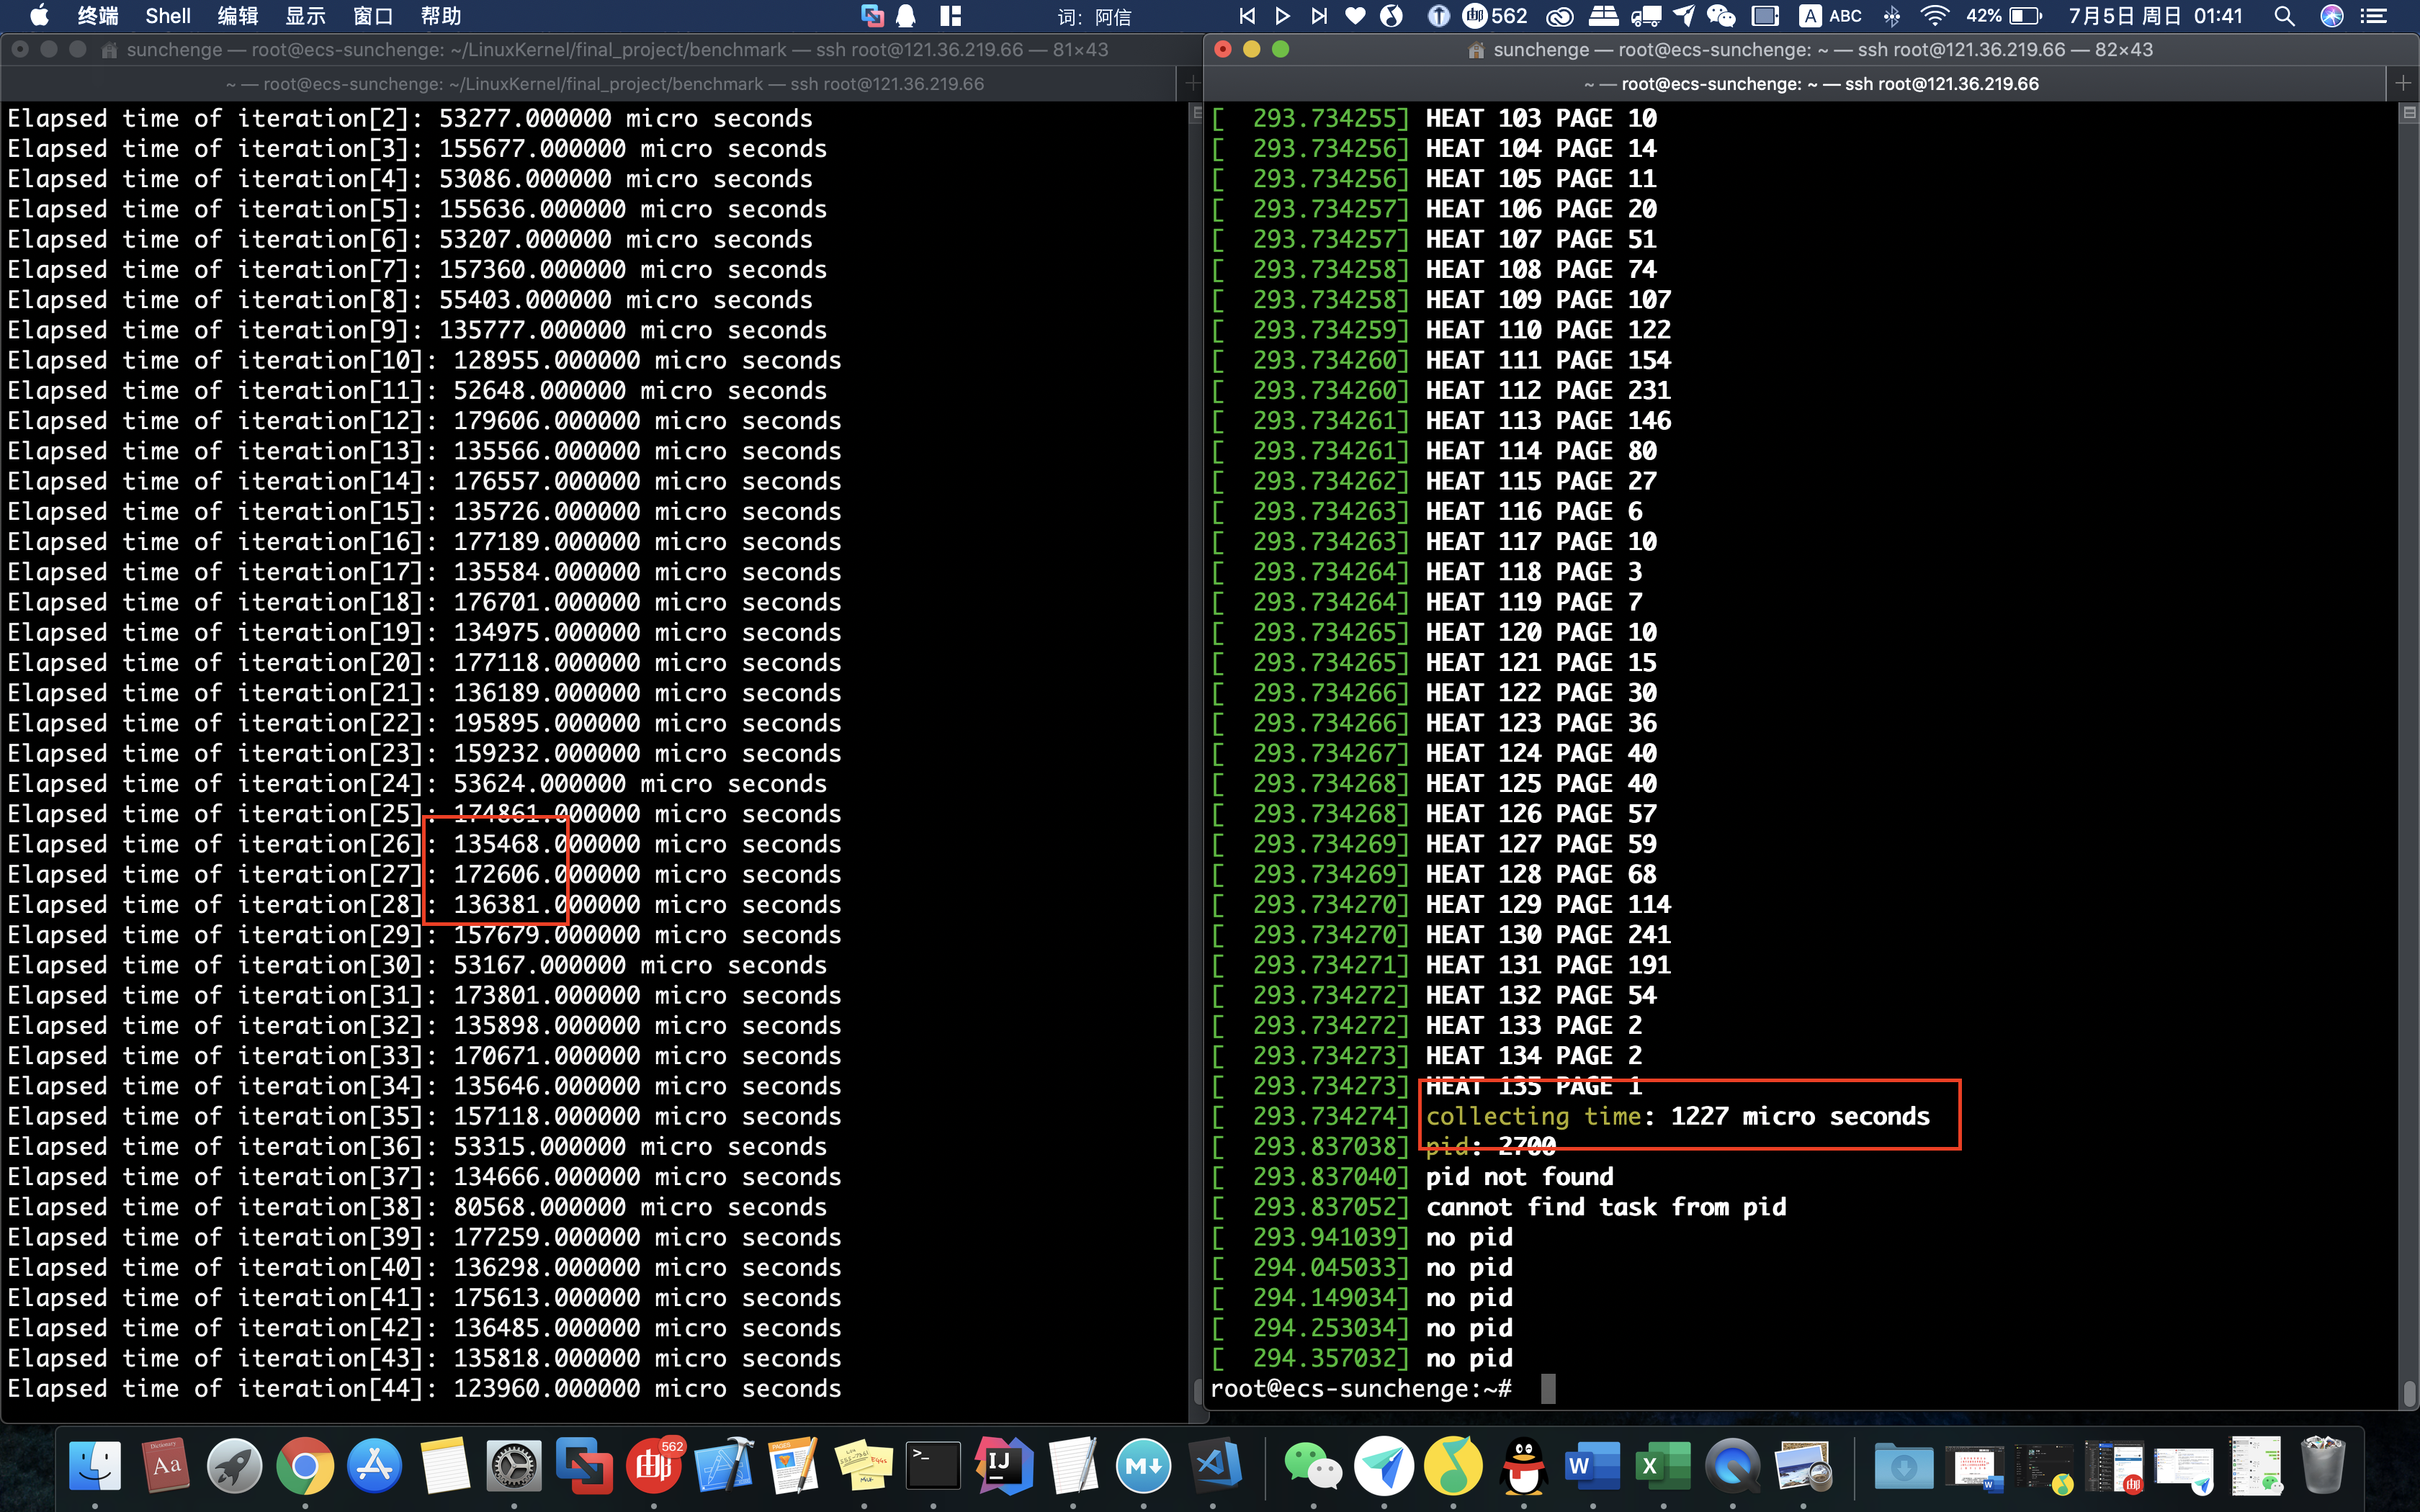 终端 Shell 编辑 显示 窗口 帮助 词：阿信 562 A ABC 42% 7月5日 周日 01:41
sunchenge — root@ecs-sunchenge: ~/LinuxKernel/final_project/benchmark — ssh root@121.36.219.66 — 81×43
~ — root@ecs-sunchenge: ~/LinuxKernel/final_project/benchmark — ssh root@121.36.219.66
Elapsed time of iteration[2]: 53277.000000 micro seconds
Elapsed time of iteration[3]: 155677.000000 micro seconds
Elapsed time of iteration[4]: 53086.000000 micro seconds
Elapsed time of iteration[5]: 155636.000000 micro seconds
Elapsed time of iteration[6]: 53207.000000 micro seconds
Elapsed time of iteration[7]: 157360.000000 micro seconds
Elapsed time of iteration[8]: 55403.000000 micro seconds
Elapsed time of iteration[9]: 135777.000000 micro seconds
Elapsed time of iteration[10]: 128955.000000 micro seconds
Elapsed time of iteration[11]: 52648.000000 micro seconds
Elapsed time of iteration[12]: 179606.000000 micro seconds
Elapsed time of iteration[13]: 135566.000000 micro seconds
Elapsed time of iteration[14]: 176557.000000 micro seconds
Elapsed time of iteration[15]: 135726.000000 micro seconds
Elapsed time of iteration[16]: 177189.000000 micro seconds
Elapsed time of iteration[17]: 135584.000000 micro seconds
Elapsed time of iteration[18]: 176701.000000 micro seconds
Elapsed time of iteration[19]: 134975.000000 micro seconds
Elapsed time of iteration[20]: 177118.000000 micro seconds
Elapsed time of iteration[21]: 136189.000000 micro seconds
Elapsed time of iteration[22]: 195895.000000 micro seconds
Elapsed time of iteration[23]: 159232.000000 micro seconds
Elapsed time of iteration[24]: 53624.000000 micro seconds
Elapsed time of iteration[25]: 174861.000000 micro seconds
Elapsed time of iteration[26]: 135468.000000 micro seconds
Elapsed time of iteration[27]: 172606.000000 micro seconds
Elapsed time of iteration[28]: 136381.000000 micro seconds
Elapsed time of iteration[29]: 157679.000000 micro seconds
Elapsed time of iteration[30]: 53167.000000 micro seconds
Elapsed time of iteration[31]: 173801.000000 micro seconds
Elapsed time of iteration[32]: 135898.000000 micro seconds
Elapsed time of iteration[33]: 170671.000000 micro seconds
Elapsed time of iteration[34]: 135646.000000 micro seconds
Elapsed time of iteration[35]: 157118.000000 micro seconds
Elapsed time of iteration[36]: 53315.000000 micro seconds
Elapsed time of iteration[37]: 134666.000000 micro seconds
Elapsed time of iteration[38]: 80568.000000 micro seconds
Elapsed time of iteration[39]: 177259.000000 micro seconds
Elapsed time of iteration[40]: 136298.000000 micro seconds
Elapsed time of iteration[41]: 175613.000000 micro seconds
Elapsed time of iteration[42]: 136485.000000 micro seconds
Elapsed time of iteration[43]: 135818.000000 micro seconds
Elapsed time of iteration[44]: 123960.000000 micro seconds
sunchenge — root@ecs-sunchenge: ~ — ssh root@121.36.219.66 — 82×43
~ — root@ecs-sunchenge: ~ — ssh root@121.36.219.66
[  293.734255] HEAT 103 PAGE 10
[  293.734256] HEAT 104 PAGE 14
[  293.734256] HEAT 105 PAGE 11
[  293.734257] HEAT 106 PAGE 20
[  293.734257] HEAT 107 PAGE 51
[  293.734258] HEAT 108 PAGE 74
[  293.734258] HEAT 109 PAGE 107
[  293.734259] HEAT 110 PAGE 122
[  293.734260] HEAT 111 PAGE 154
[  293.734260] HEAT 112 PAGE 231
[  293.734261] HEAT 113 PAGE 146
[  293.734261] HEAT 114 PAGE 80
[  293.734262] HEAT 115 PAGE 27
[  293.734263] HEAT 116 PAGE 6
[  293.734263] HEAT 117 PAGE 10
[  293.734264] HEAT 118 PAGE 3
[  293.734264] HEAT 119 PAGE 7
[  293.734265] HEAT 120 PAGE 10
[  293.734265] HEAT 121 PAGE 15
[  293.734266] HEAT 122 PAGE 30
[  293.734266] HEAT 123 PAGE 36
[  293.734267] HEAT 124 PAGE 40
[  293.734268] HEAT 125 PAGE 40
[  293.734268] HEAT 126 PAGE 57
[  293.734269] HEAT 127 PAGE 59
[  293.734269] HEAT 128 PAGE 68
[  293.734270] HEAT 129 PAGE 114
[  293.734270] HEAT 130 PAGE 241
[  293.734271] HEAT 131 PAGE 191
[  293.734272] HEAT 132 PAGE 54
[  293.734272] HEAT 133 PAGE 2
[  293.734273] HEAT 134 PAGE 2
[  293.734273] HEAT 135 PAGE 1
[  293.734274] collecting time: 1227 micro seconds
[  293.837038] pid: 2700
[  293.837040] pid not found
[  293.837052] cannot find task from pid
[  293.941039] no pid
[  294.045033] no pid
[  294.149034] no pid
[  294.253034] no pid
[  294.357032] no pid
root@ecs-sunchenge:~#
Aa 562 PAGES >_ IJ M W X